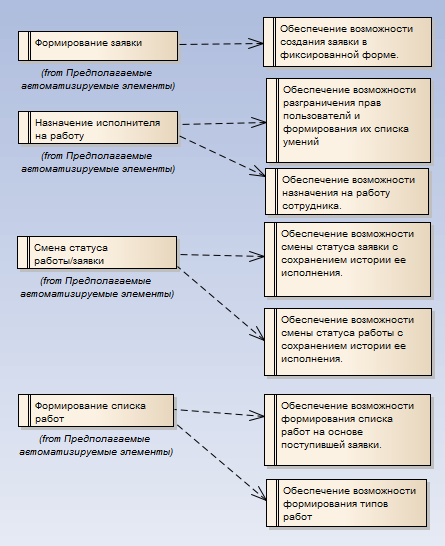 Формирование заявки
(from Предполагаемые
автоматизируемые элементы)
Обеспечение возможности
создания заявки в
фиксированной форме.
Назначение исполнителя
на работу
(from Предполагаемые
автоматизируемые элементы)
Обеспечение возможности
разграничения прав
пользователй и
формирования их списка
умений
Обеспечение возможности
назначения на работу
сотрудника.
Смена статуса
работы/заявки
(from Предполагаемые
автоматизируемые элементы)
Обеспечение возможности
смены статуса заявки с
сохранением истории ее
исполнения.
Обеспечение возможности
смены статуса работы с
сохранением истории ее
исполнения.
Формирование списка
работ
(from Предполагаемые
автоматизируемые элементы)
Обеспечение возможности
формирования списка
работ на основе
поступившей заявки.
Обеспечение возможности
формирования типов
работ